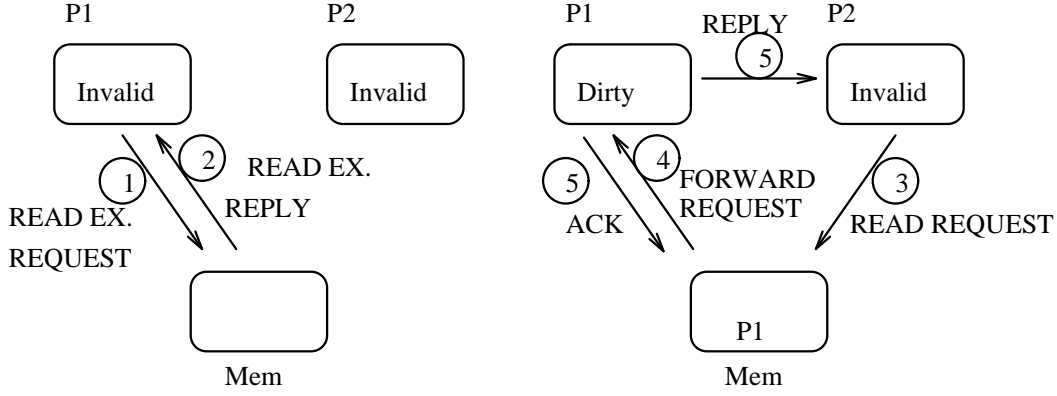 P1
P2
Invalid
Invalid
1
2
READ EX.
REQUEST
READ EX.
REPLY
Mem
P1
P2
REPLY
5
Dirty
Invalid
5
ACK
4
FORWARD
REQUEST
3
READ REQUEST
P1
Mem